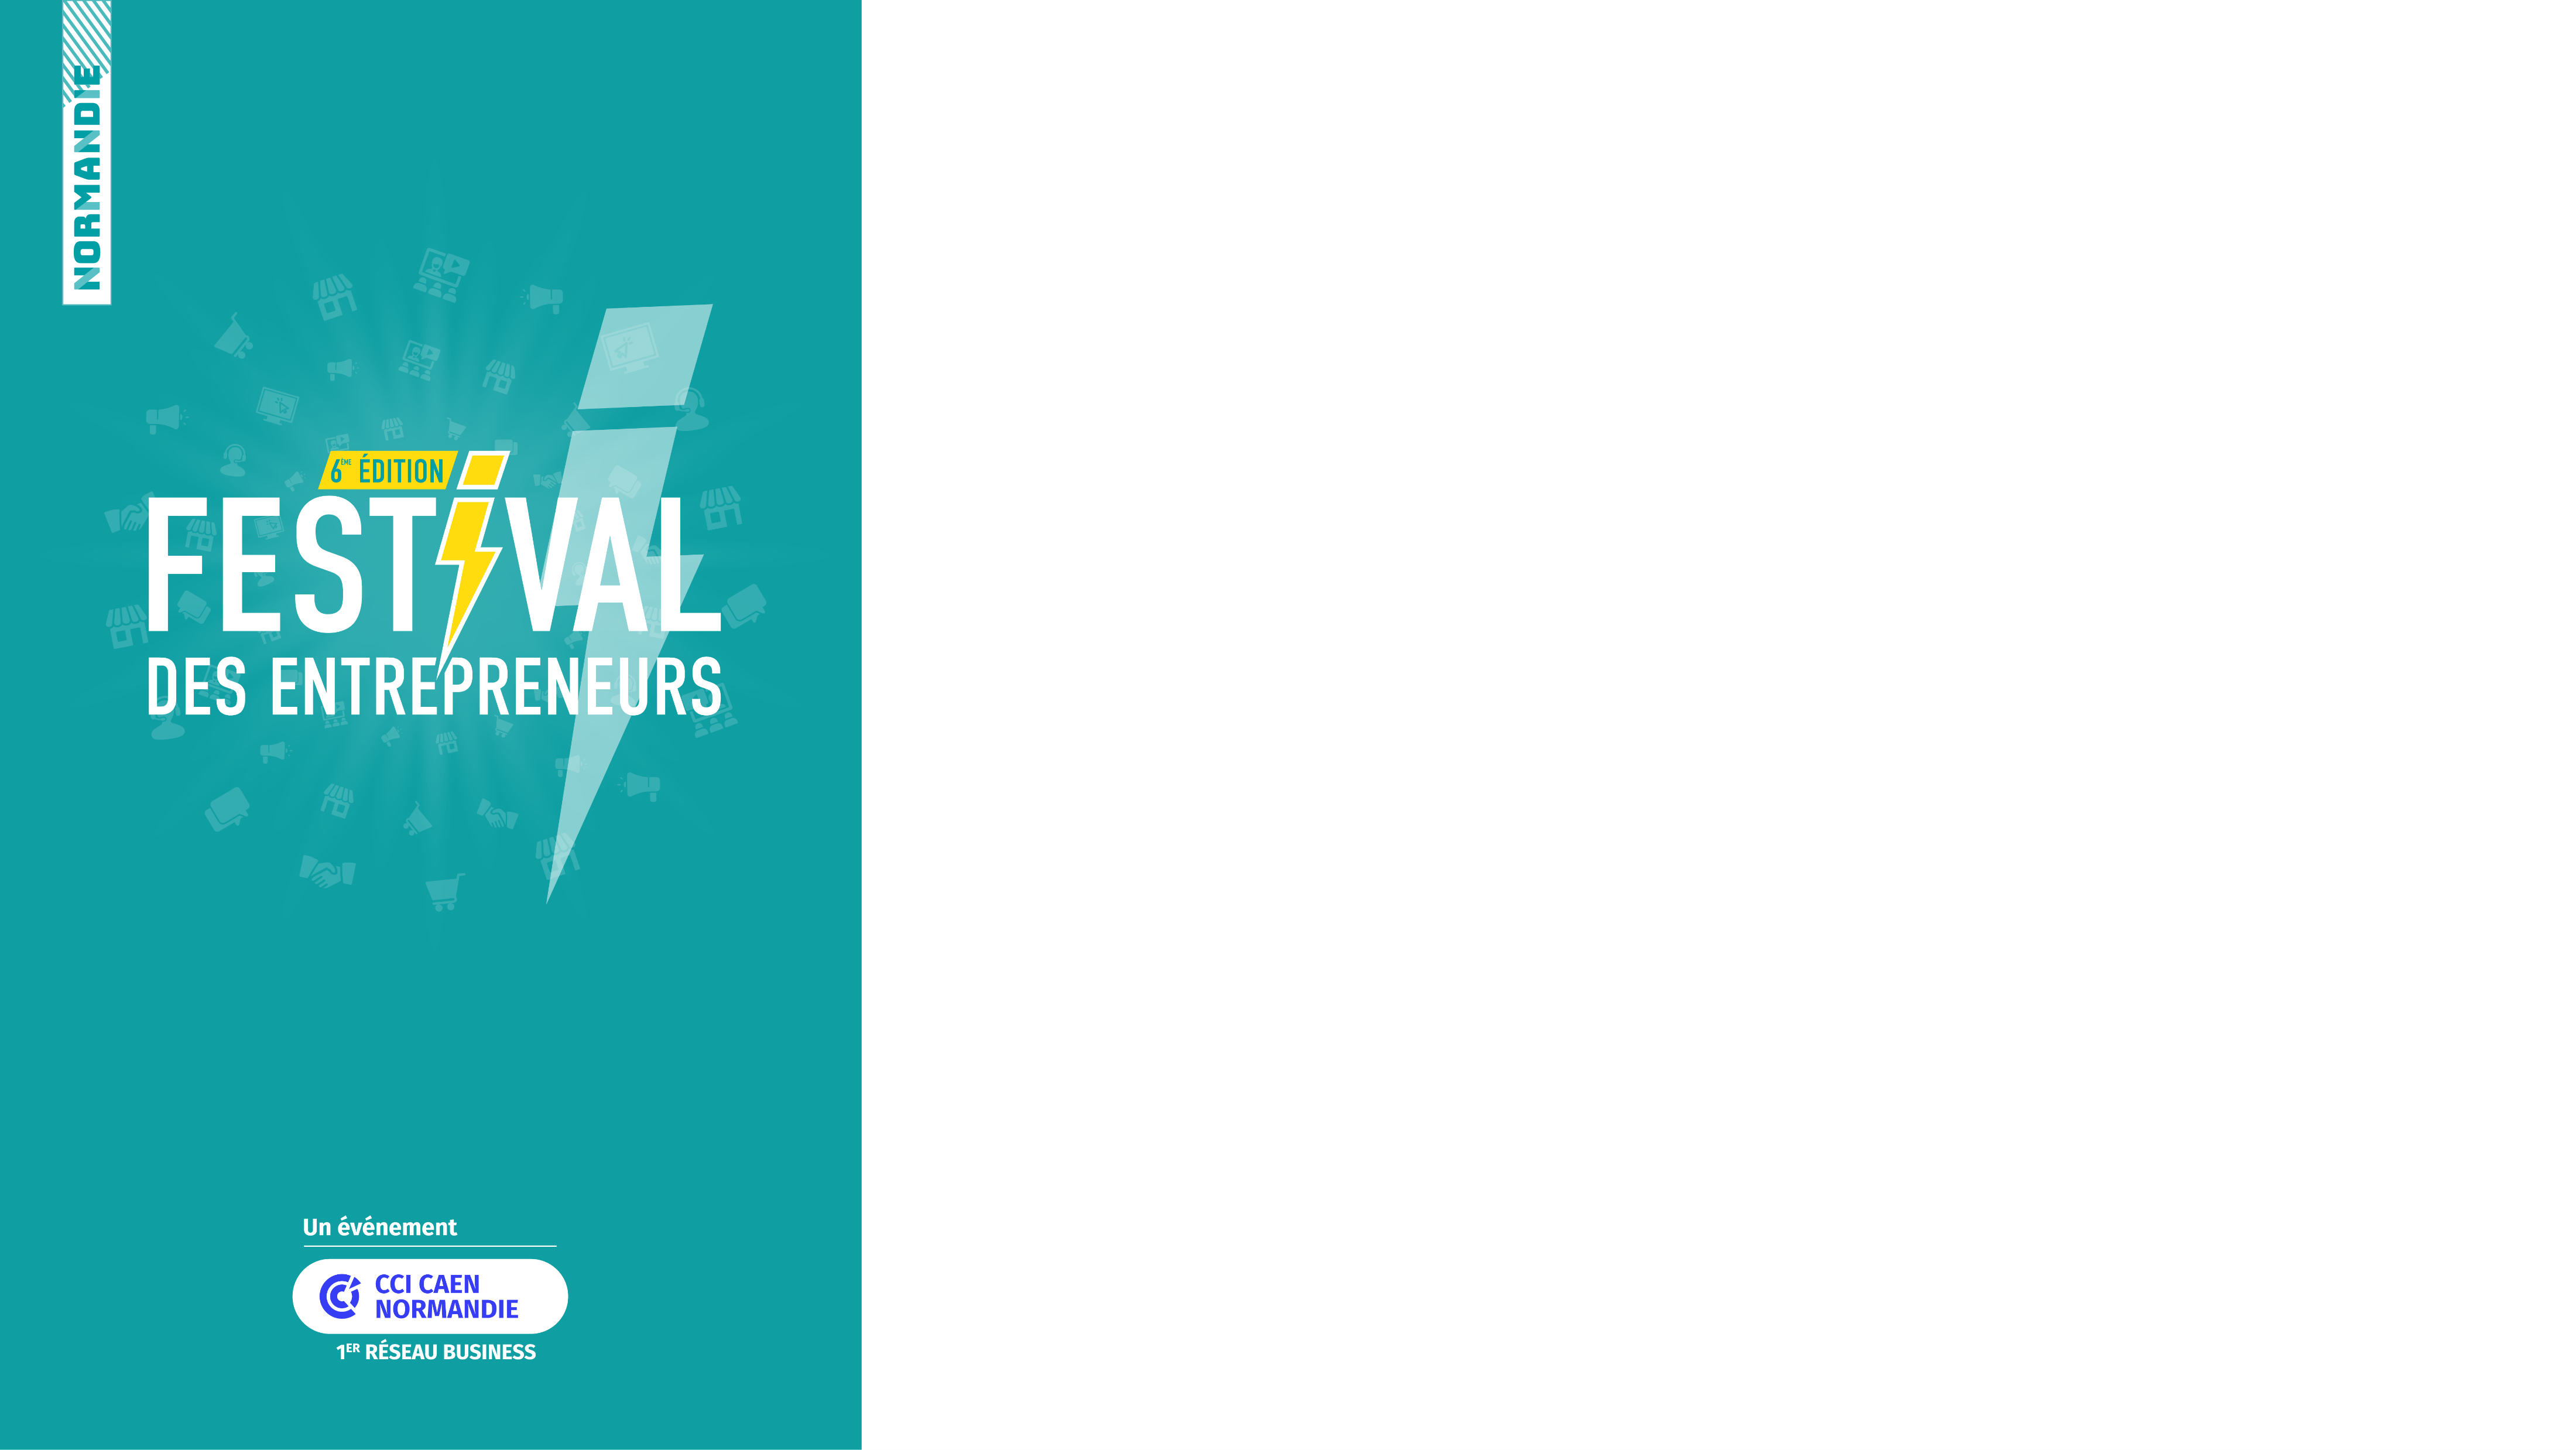 NORMANDIE
6ÈME ÉDITION
FESTiVAL
DES ENTREPRENEURS
Un événement
CCI CAEN
NORMANDIE
1ER RÉSEAU BUSINESS